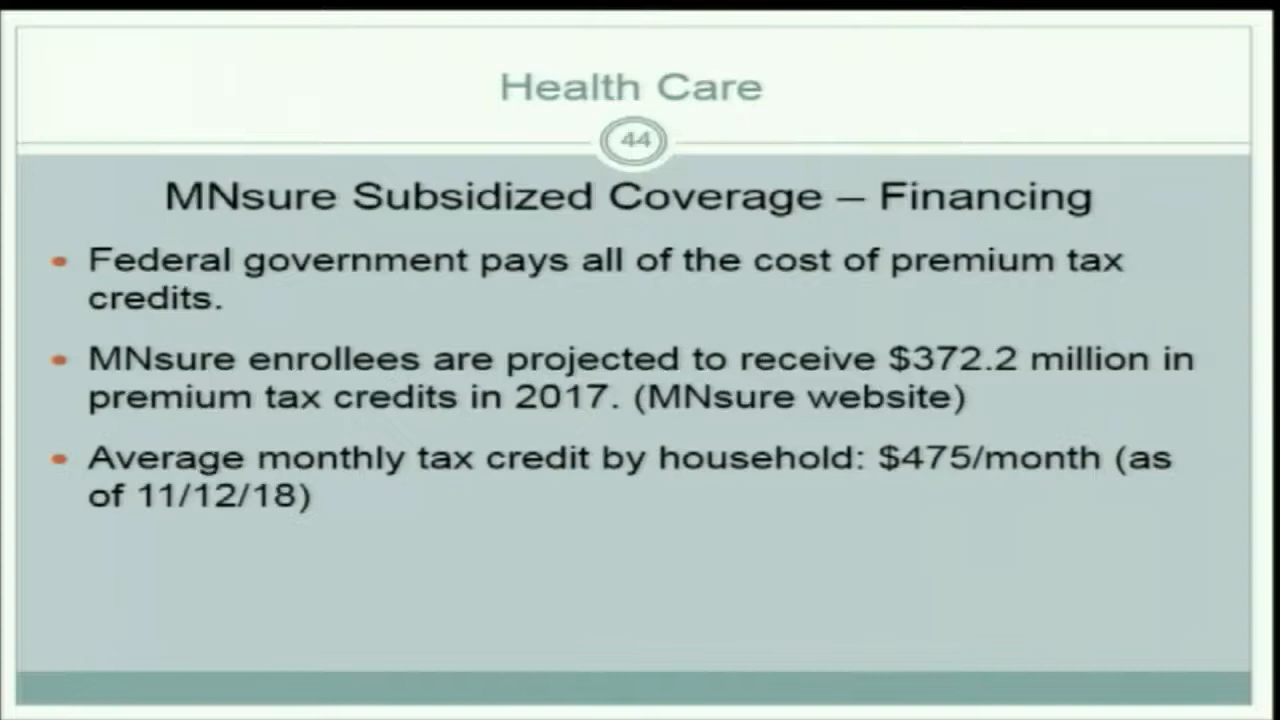 Health Care
44
MNsure Subsidized Coverage – Financing
• Federal government pays all of the cost of premium tax
credits.
• MNsure enrollees are projected to receive $372.2 million in
premium tax credits in 2017. (MNsure website)
• Average monthly tax credit by household: $475/month (as
of 11/12/18)